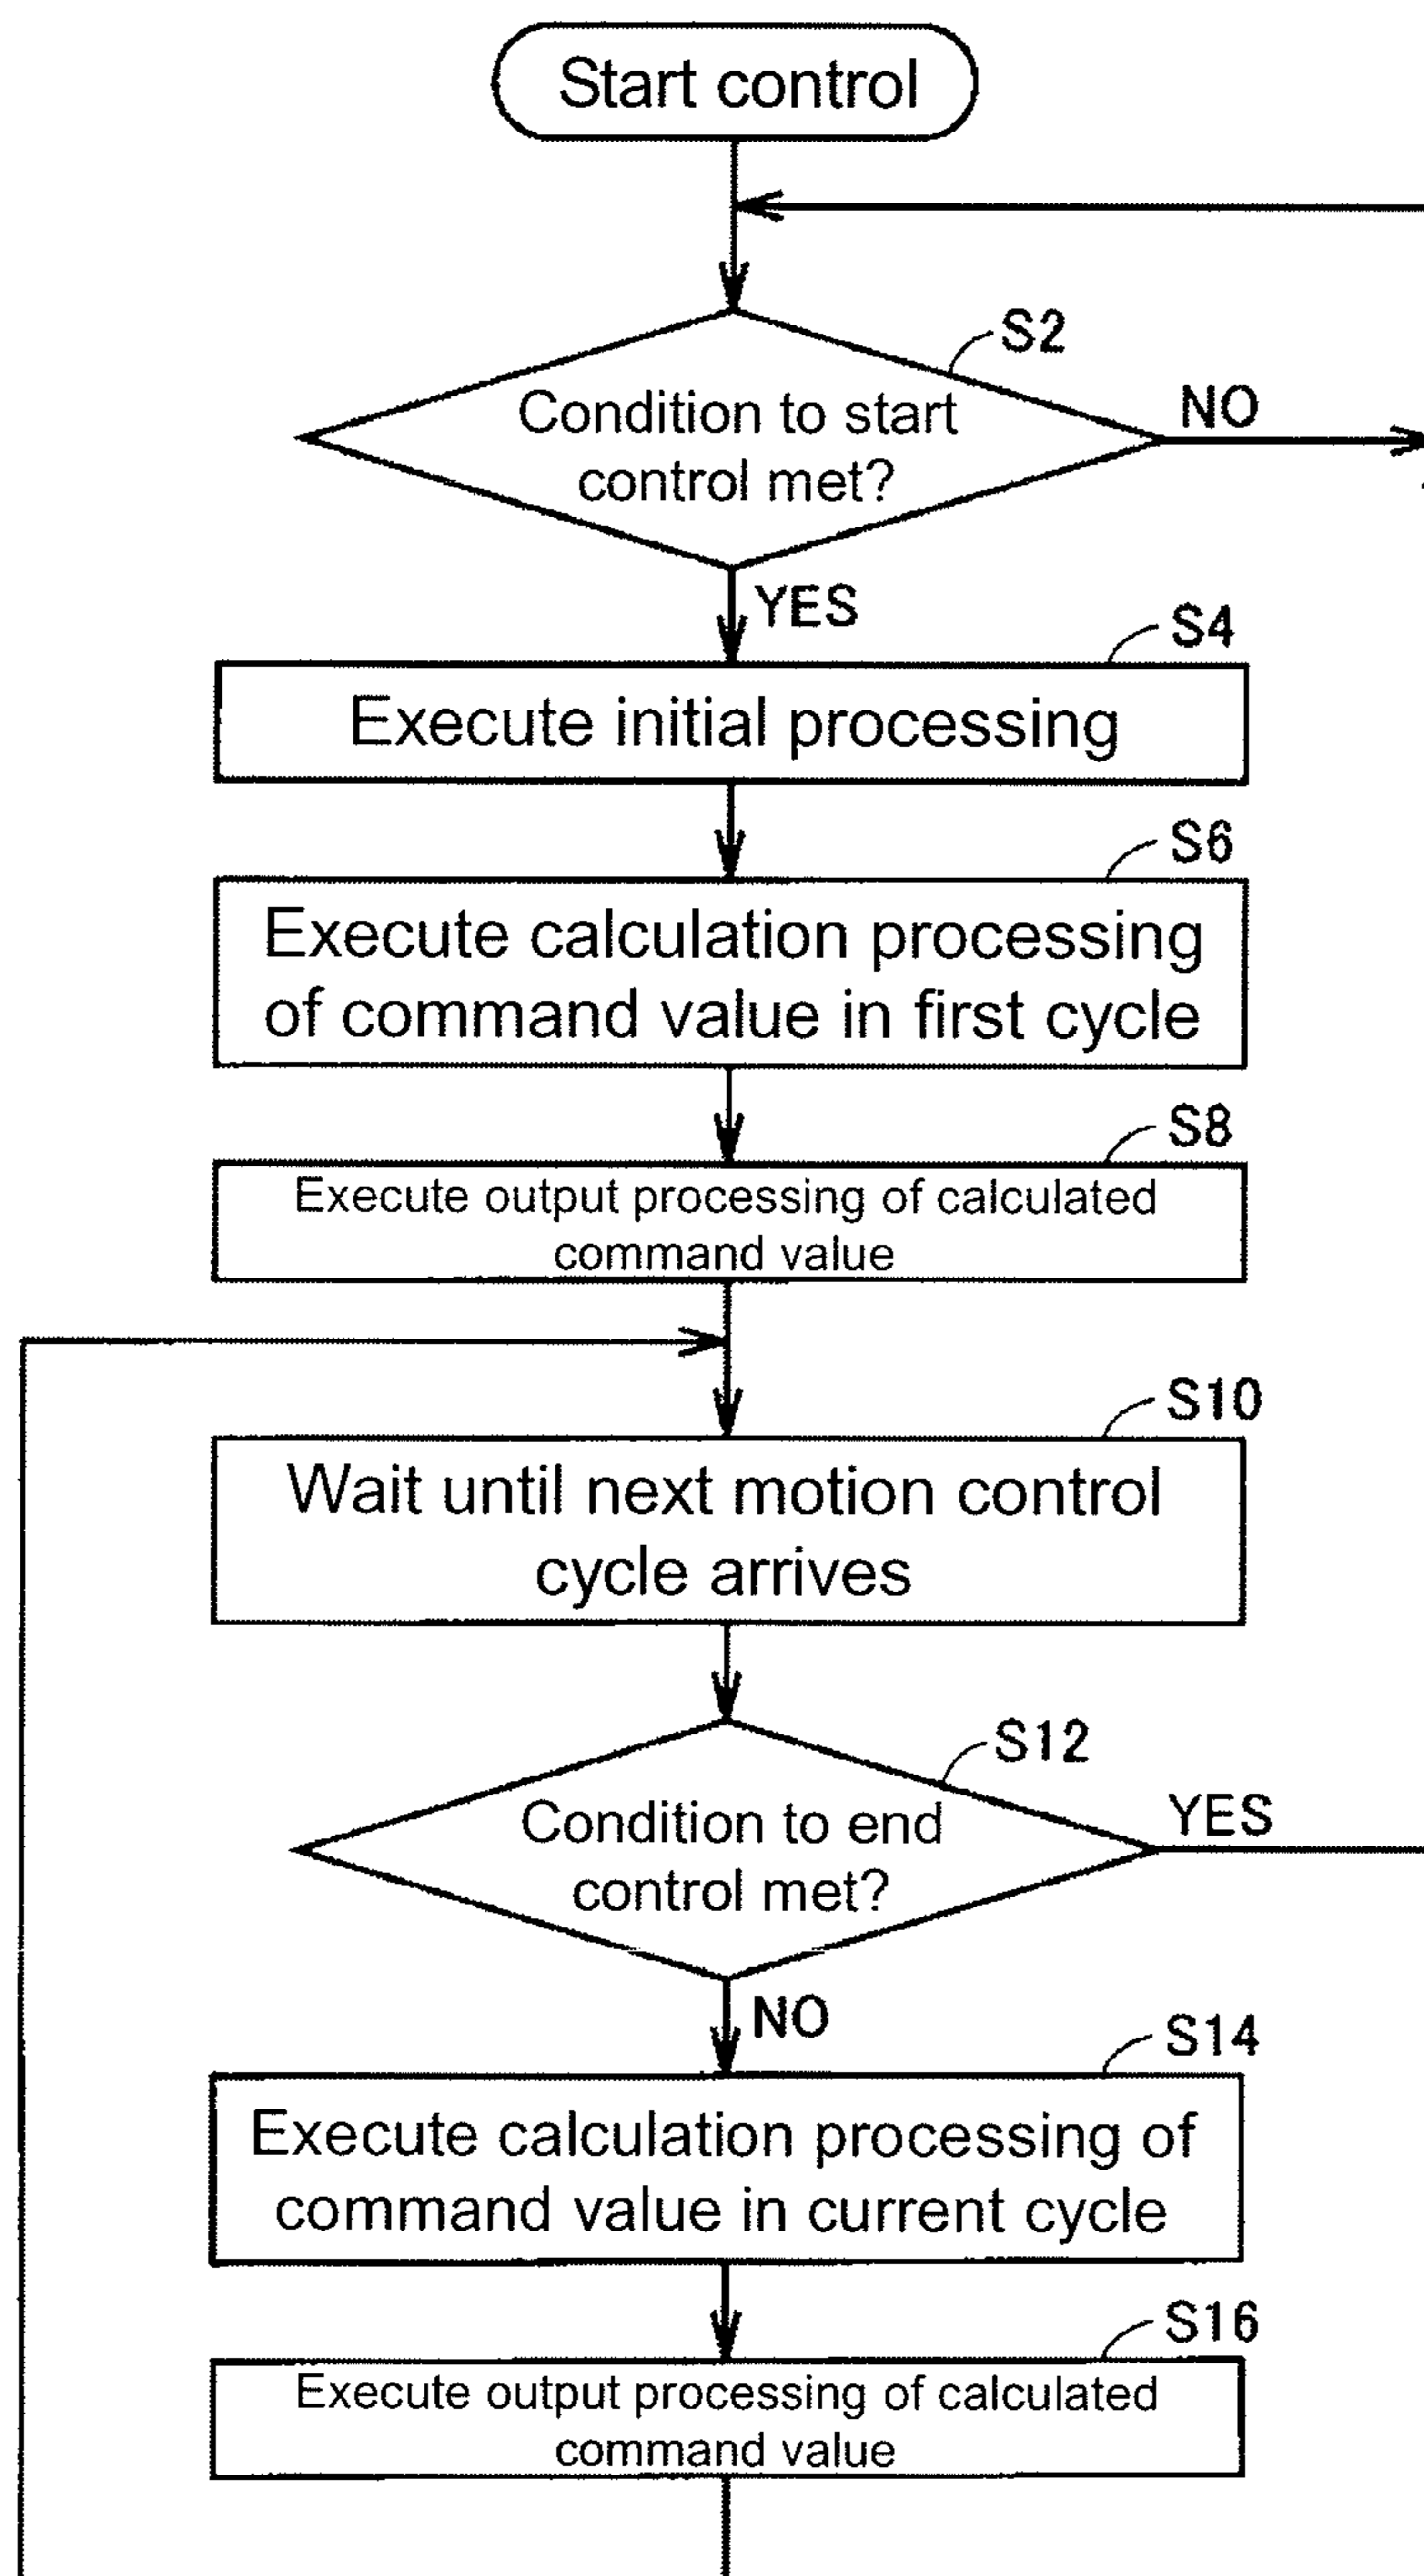 Start control
S2
Condition to start
control met?
NO
YES
S4
Execute initial processing
S6
Execute calculation processing
of command value in first cycle
S8
Execute output processing of calculated
command value
S10
Wait until next motion control
cycle arrives
S12
Condition to end
control met?
YES
NO
S14
Execute calculation processing of
command value in current cycle
S16
Execute output processing of calculated
command value